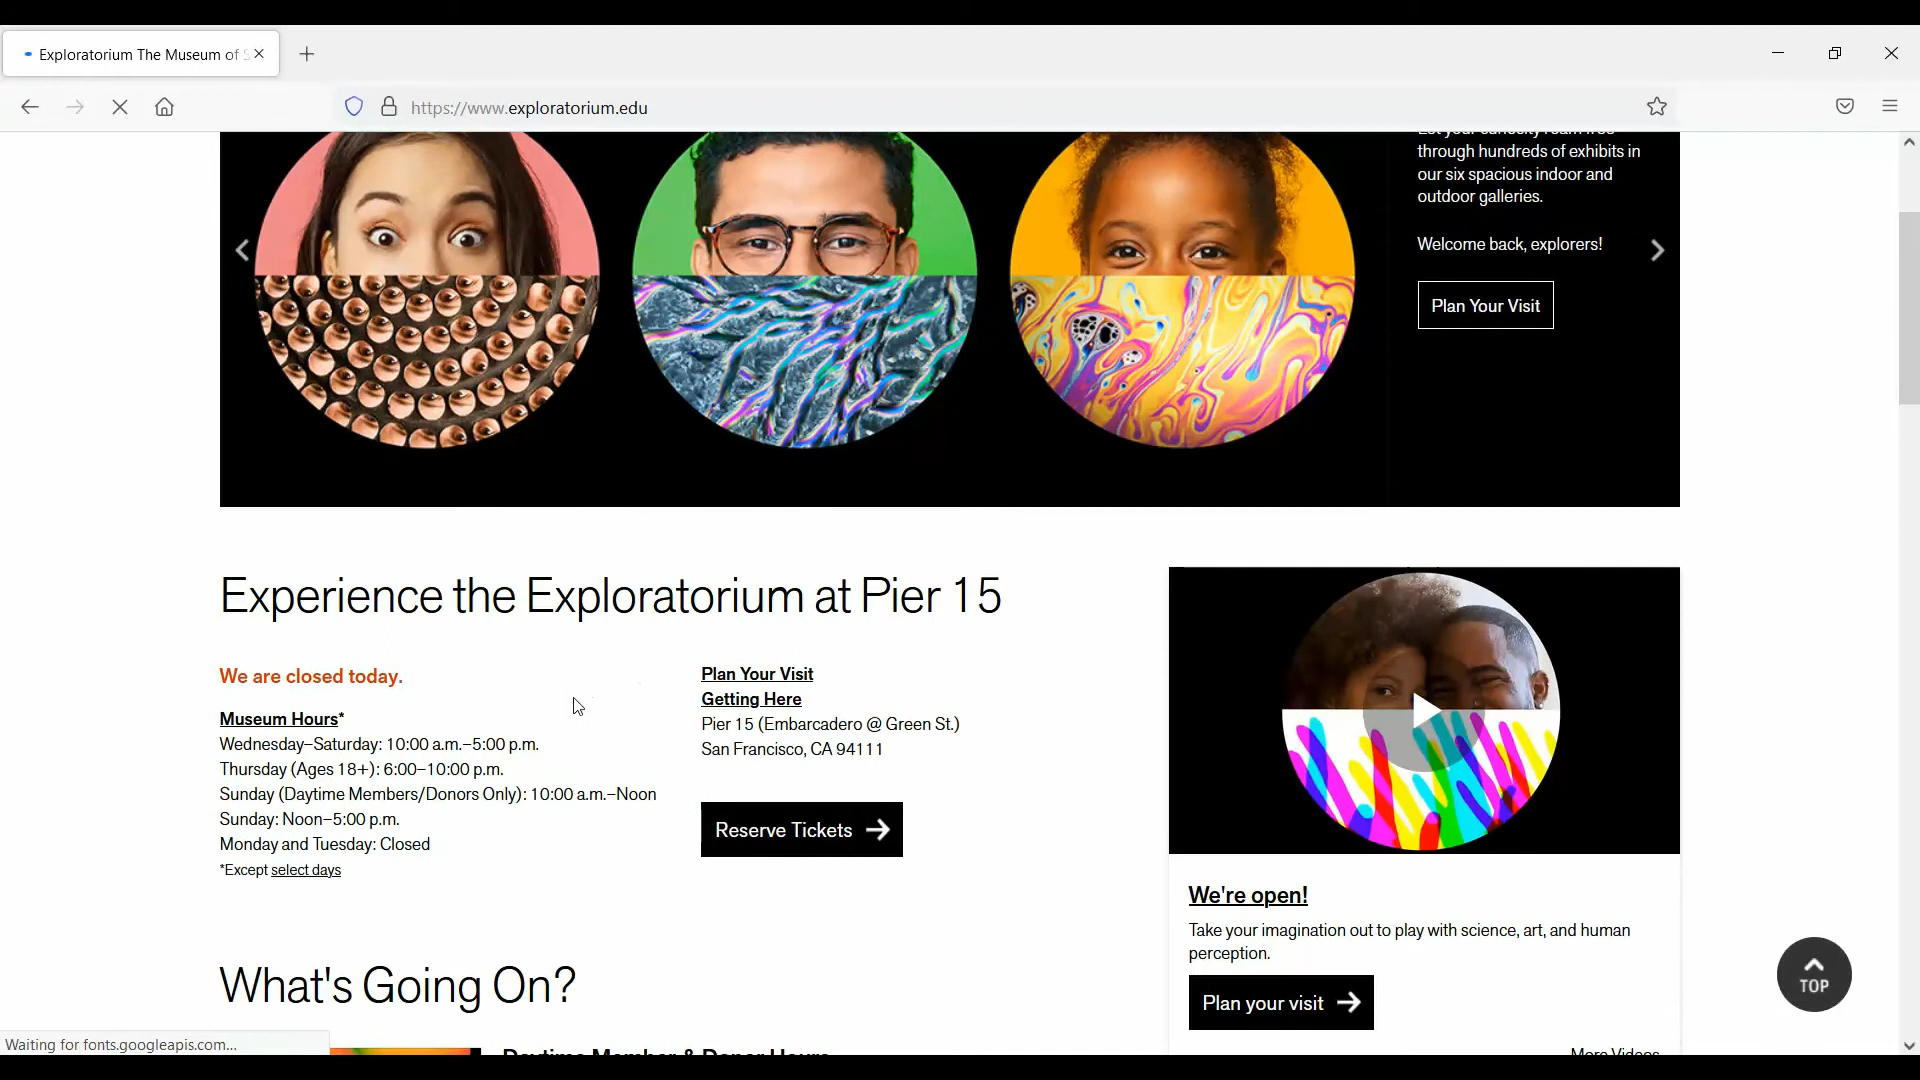 Exploratorium The Museum of S
https://www.exploratorium.edu
through hundreds of exhibits in
our six spacious indoor and
outdoor galleries.
Welcome back, explorers!
Plan Your Visit
Experience the Exploratorium at Pier 15
We are closed today.
Museum Hours*
Wednesday–Saturday: 10:00 a.m.–5:00 p.m.
Thursday (Ages 18+): 6:00–10:00 p.m.
Sunday (Daytime Members/Donors Only): 10:00 a.m.–Noon
Sunday: Noon–5:00 p.m.
Monday and Tuesday: Closed
*Except select days
Plan Your Visit
Getting Here
Pier 15 (Embarcadero @ Green St.)
San Francisco, CA 94111
Reserve Tickets
We're open!
Take your imagination out to play with science, art, and human
perception.
Plan your visit
More Videos
TOP
What's Going On?
Daytime Member & Donor Hours
Waiting for fonts.googleapis.com...